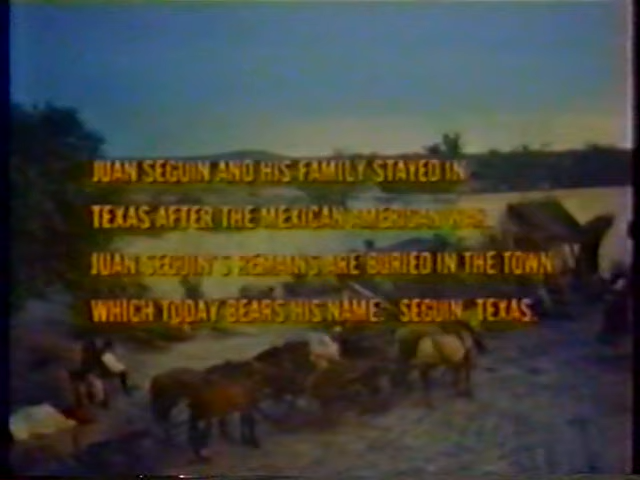 JUAN SEGUIN AND HIS FAMILY STAYED IN
TEXAS AFTER THE MEXICAN AMERICAN WAR.
JUAN SEGUIN'S REMAINS ARE BURIED IN THE TOWN
WHICH TODAY BEARS HIS NAME: SEGUIN, TEXAS.